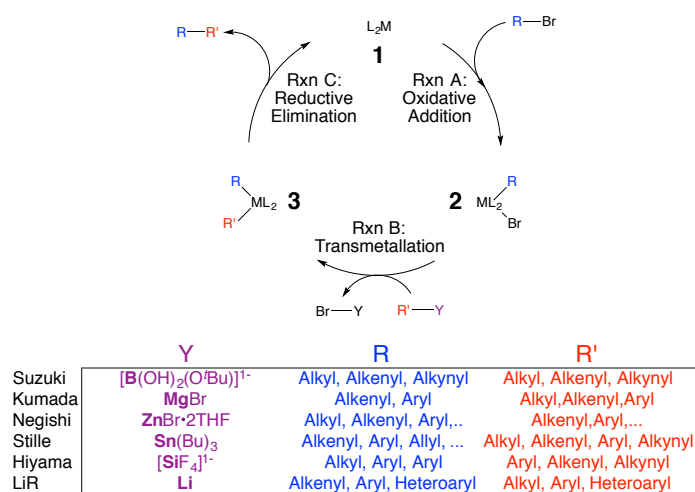 R—R'
L₂M
R—Br
1
Rxn C:
Reductive
Elimination
Rxn A:
Oxidative
Addition
R
ML₂
R'
3
2
R
ML₂
Br
Rxn B:
Transmetallation
Br—Y
R'—Y
Y R R'
Suzuki [B(OH)₂(OᵗBu)]¹⁻ Alkyl, Alkenyl, Alkynyl Alkyl, Alkenyl, Alkynyl
Kumada MgBr Alkenyl, Aryl Alkyl,Alkenyl,Aryl
Negishi ZnBr•2THF Alkyl, Alkenyl, Aryl,.. Alkenyl,Aryl,...
Stille Sn(Bu)₃ Alkenyl, Aryl, Allyl, ... Alkyl, Alkenyl, Aryl, Alkynyl
Hiyama [SiF₄]¹⁻ Alkyl, Aryl, Aryl Aryl, Alkenyl, Alkynyl
LiR Li Alkenyl, Aryl, Heteroaryl Alkyl, Aryl, Heteroaryl